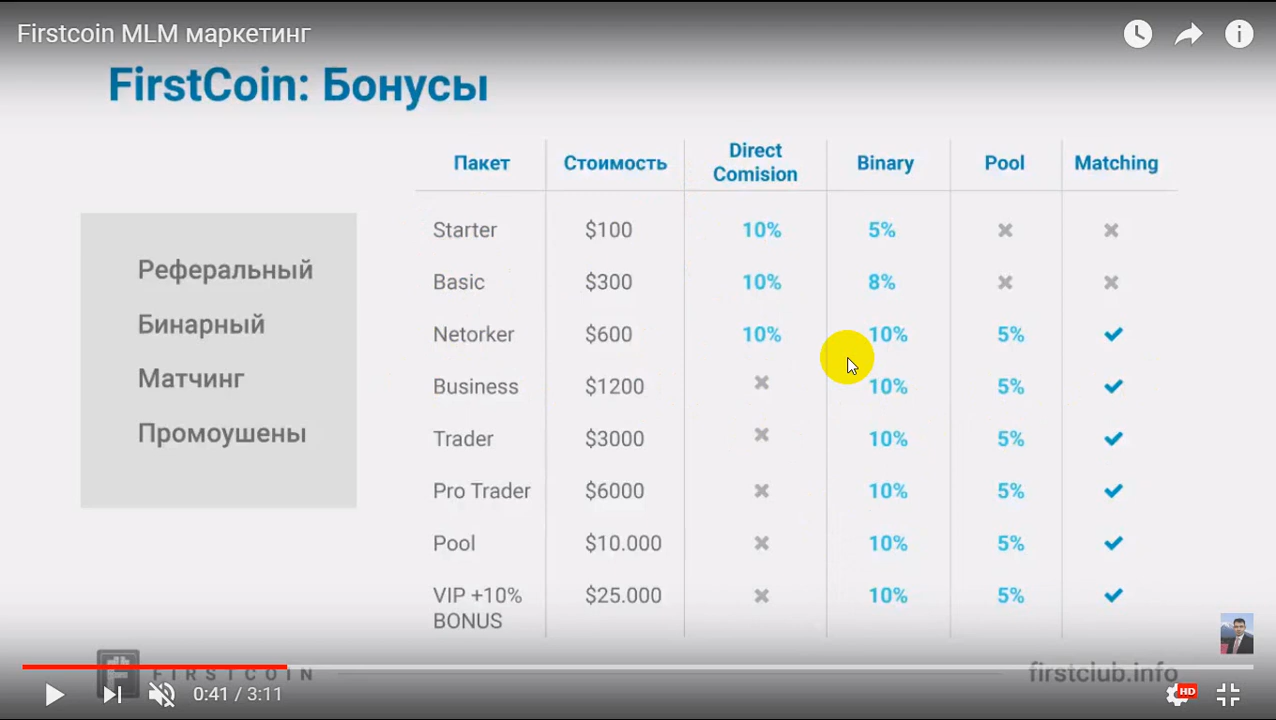 Firstcoin MLM маркетинг
FirstCoin: Бонусы
Реферальный
Бинарный
Матчинг
Промоушены
Пакет Стоимость Direct Comision Binary Pool Matching
Starter $100 10% 5%
Basic $300 10% 8%
Netorker $600 10% 10% 5%
Business $1200 10% 5%
Trader $3000 10% 5%
Pro Trader $6000 10% 5%
Pool $10.000 10% 5%
VIP +10% BONUS $25.000 10% 5%
FIRSTCOIN
firstclub.info
0:41 / 3:11
HD